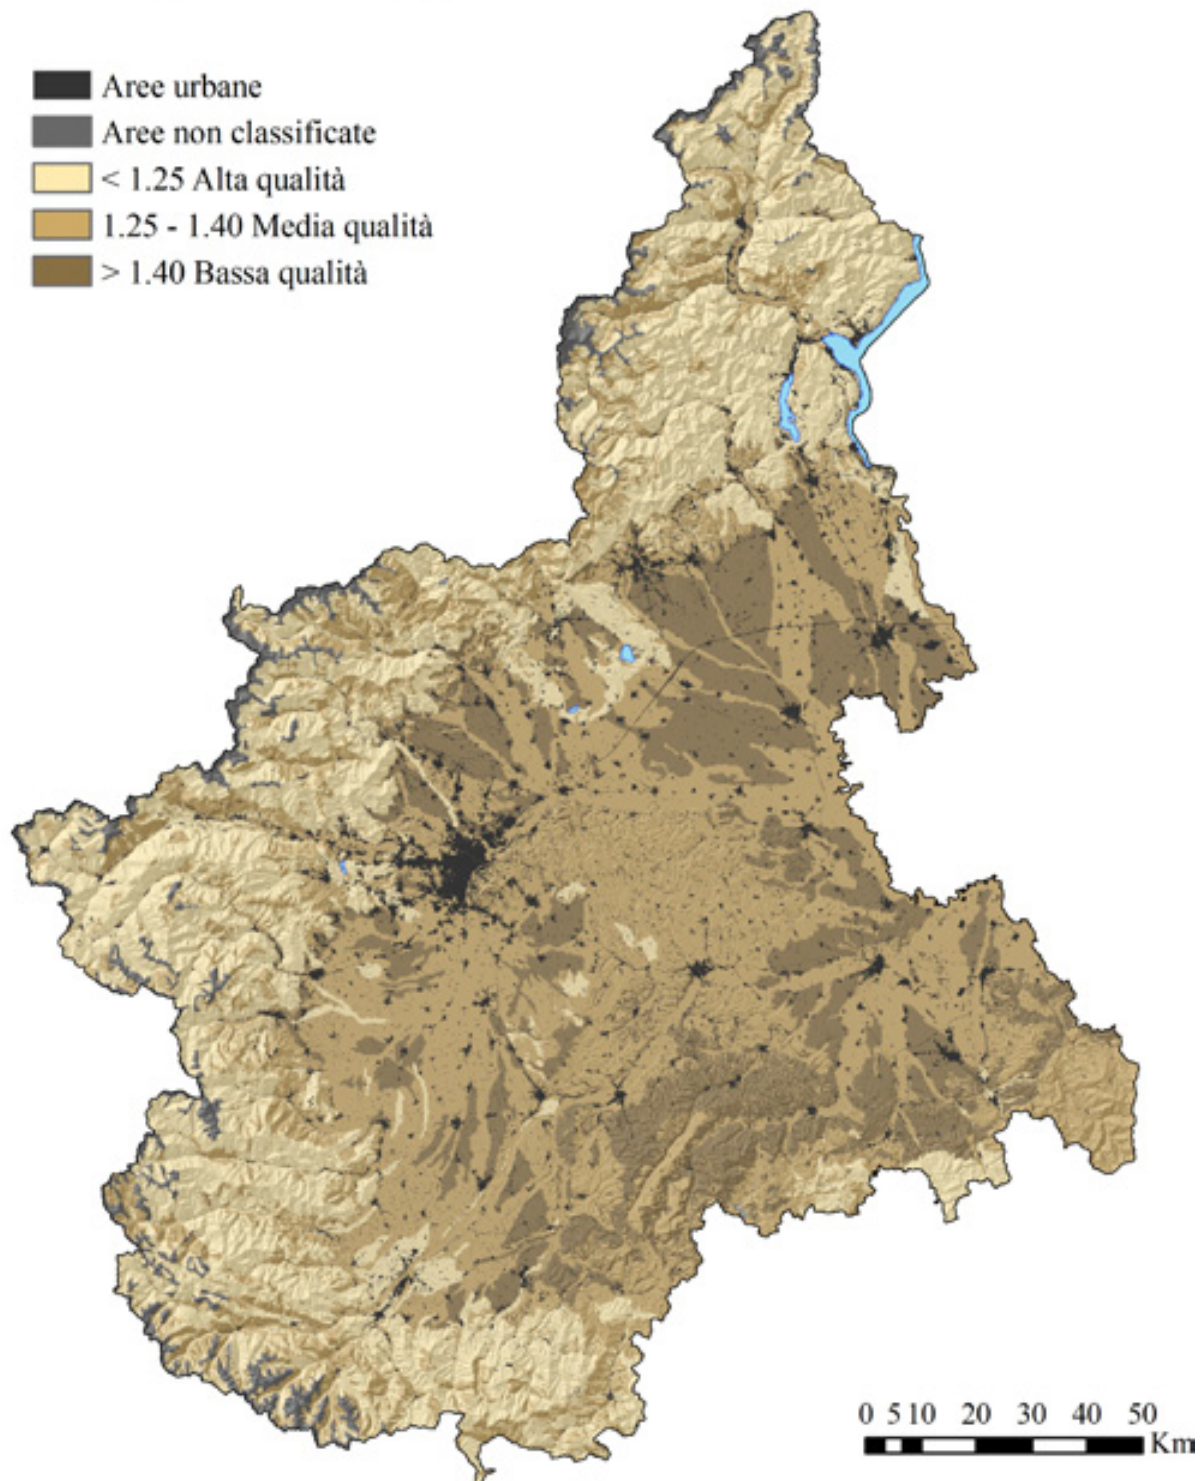 Aree urbane
Aree non classificate
< 1.25 Alta qualità
1.25 - 1.40 Media qualità
> 1.40 Bassa qualità
0 5 10 20 30 40 50
Km